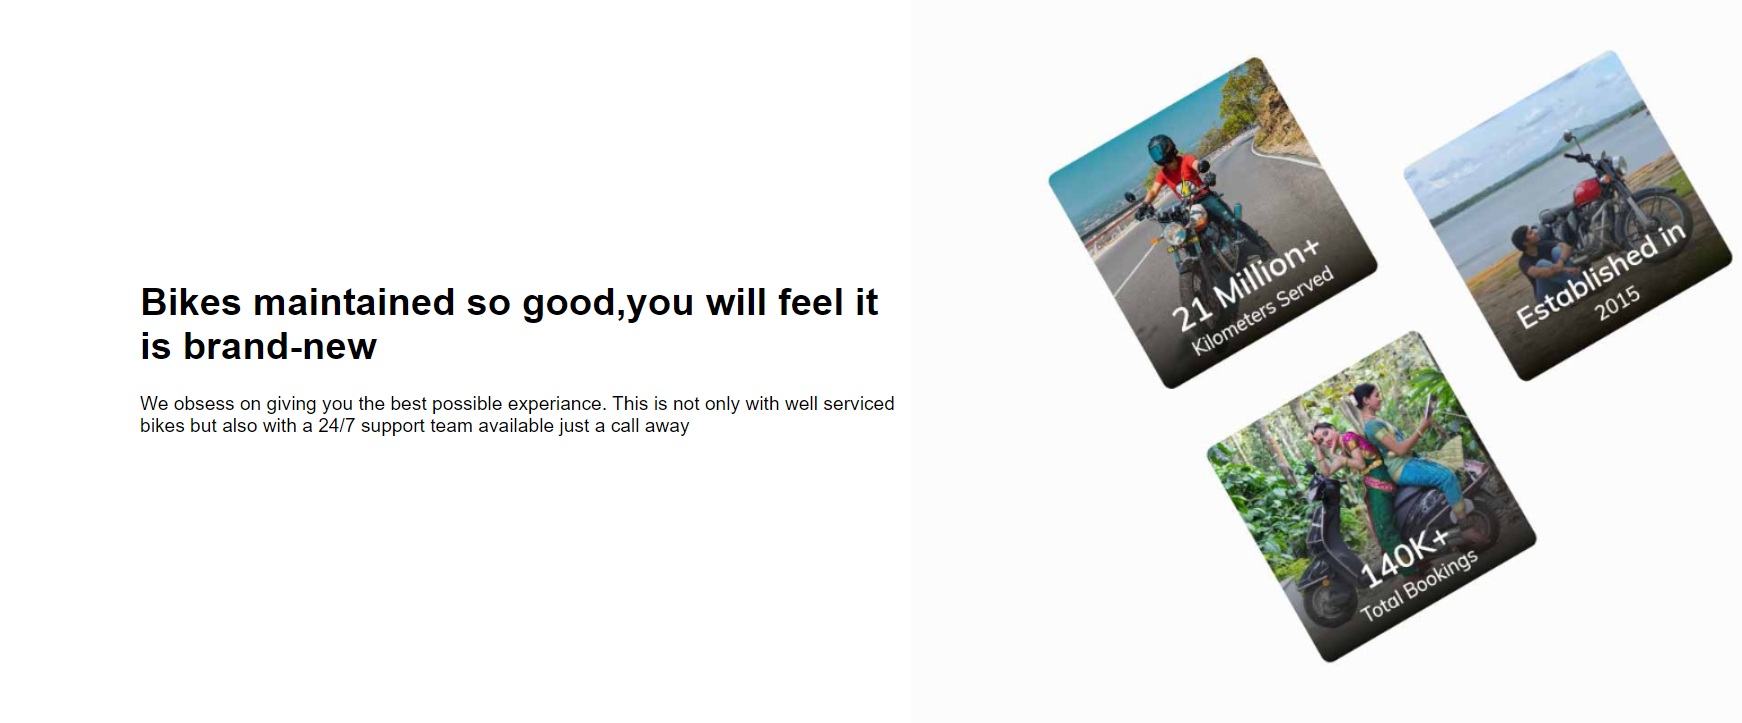 Bikes maintained so good,you will feel it
is brand-new
We obsess on giving you the best possible experiance. This is not only with well serviced
bikes but also with a 24/7 support team available just a call away
21 Million+
Kilometers Served
Established in
2015
140K+
Total Bookings